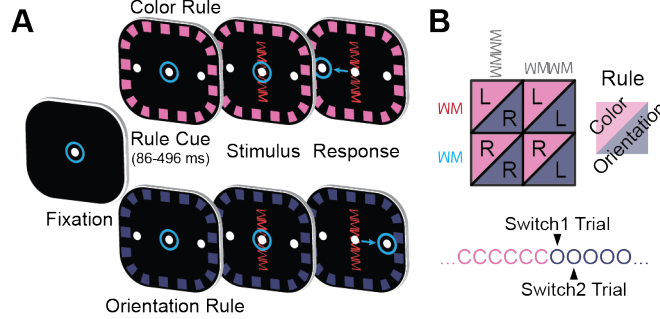 A
Color Rule
Rule Cue
(86-496 ms)
Stimulus
Response
Fixation
Orientation Rule
B
Rule
L
L
R
R
R
R
R
L
Color
Orientation
Switch1 Trial
...CCCCCCOOOOO...
Switch2 Trial